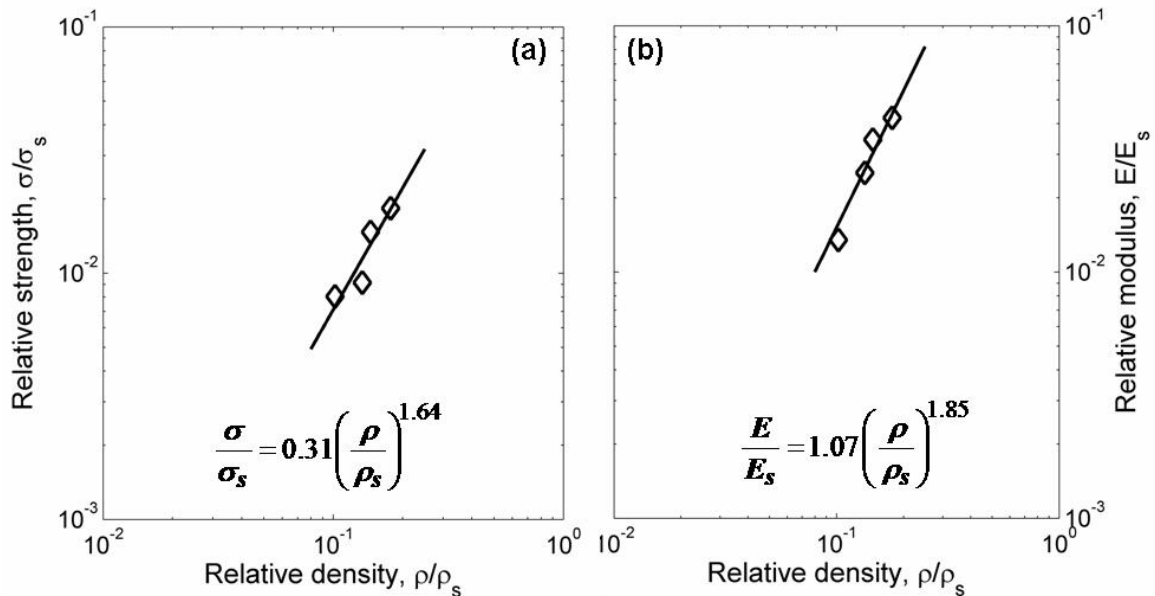 10^-1
(a)
Relative strength, σ/σ_s
10^-2
σ/σ_s = 0.31(ρ/ρ_s)^1.64
10^-3
10^-2
10^-1
10^0
Relative density, ρ/ρ_s
(b)
10^-1
Relative modulus, E/E_s
10^-2
E/E_s = 1.07(ρ/ρ_s)^1.85
10^-3
10^-2
10^-1
10^0
Relative density, ρ/ρ_s